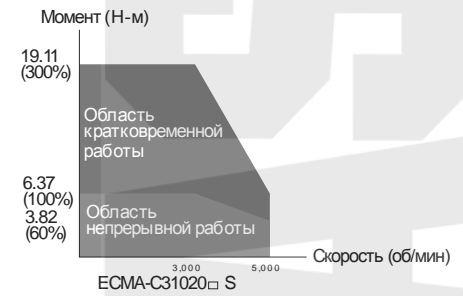 Момент (Н-м)
19.11
(300%)
Область
кратковременной
работы
6.37
(100%)
3.82
(60%)
Область
непрерывной работы
Скорость (об/мин)
3,000
5,000
ECMA-C31020□ S